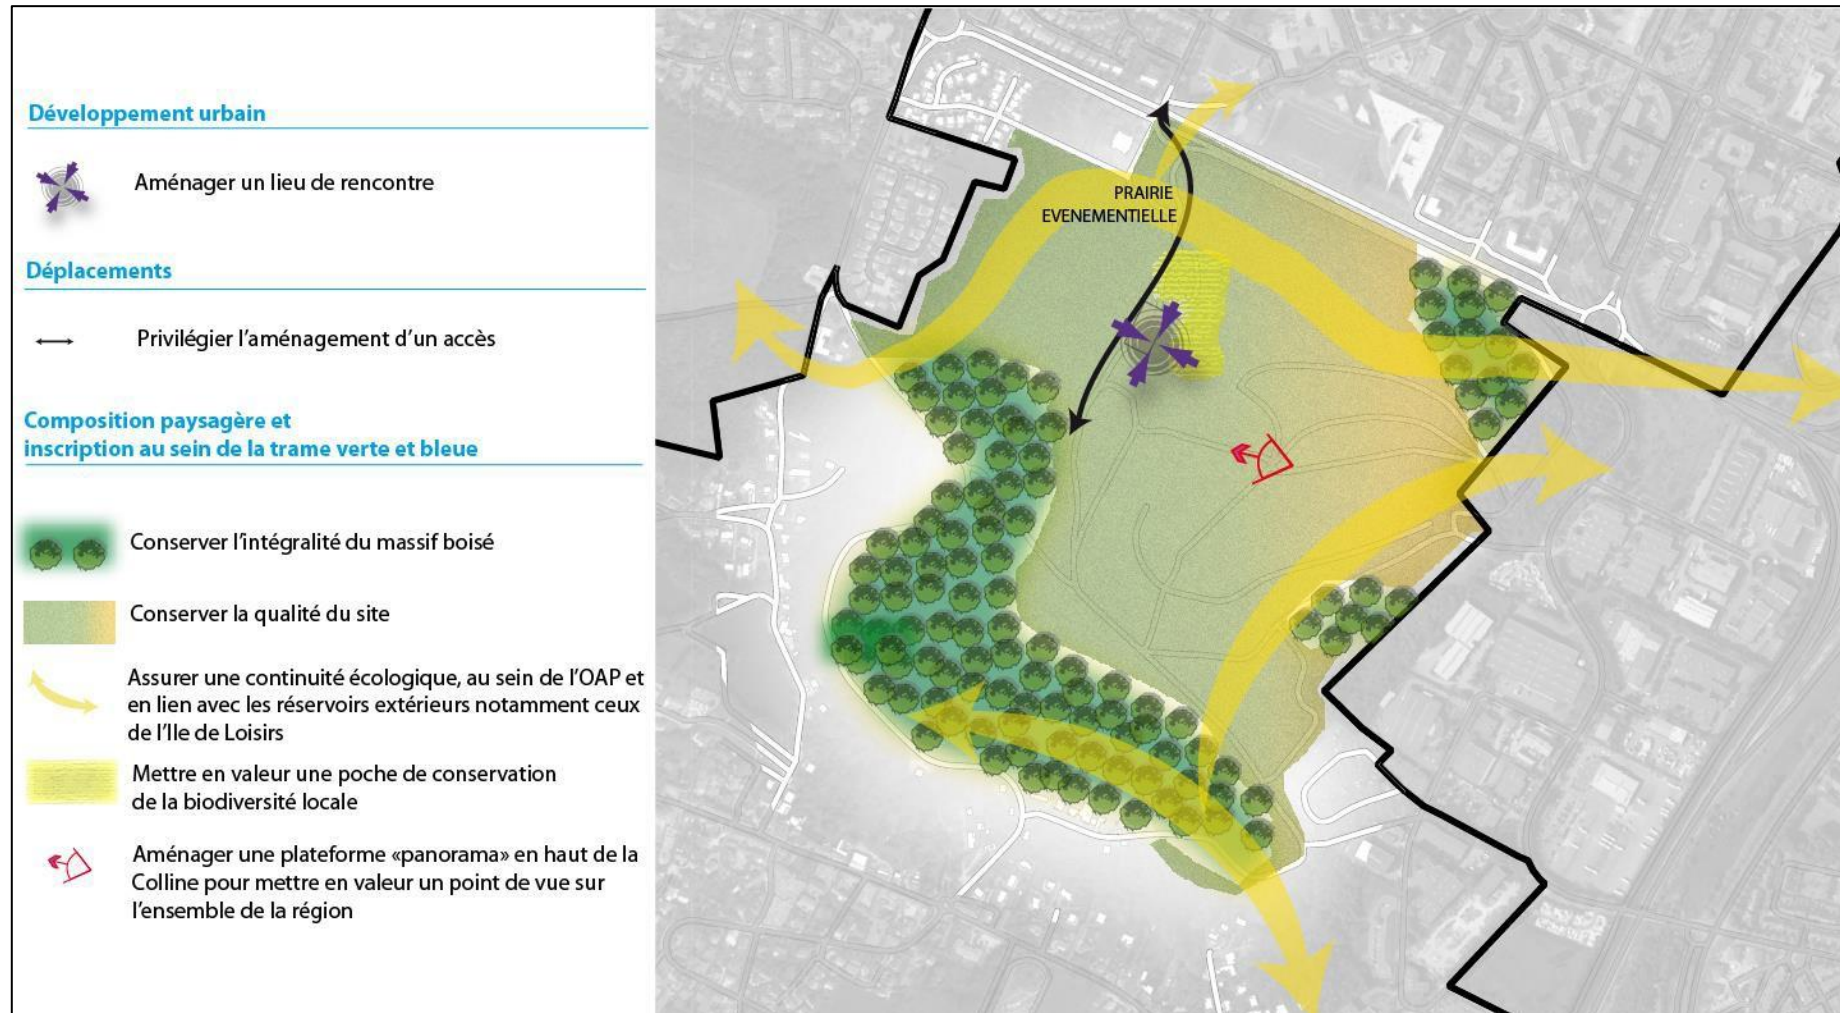 Développement urbain
Aménager un lieu de rencontre
Déplacements
Privilégier l'aménagement d'un accès
Composition paysagère et
inscription au sein de la trame verte et bleue
Conserver l'intégralité du massif boisé
Conserver la qualité du site
Assurer une continuité écologique, au sein de l'OAP et
en lien avec les réservoirs extérieurs notamment ceux
de l'Ile de Loisirs
Mettre en valeur une poche de conservation
de la biodiversité locale
Aménager une plateforme «panorama» en haut de la
Colline pour mettre en valeur un point de vue sur
l'ensemble de la région
PRAIRIE
EVENEMENTIELLE